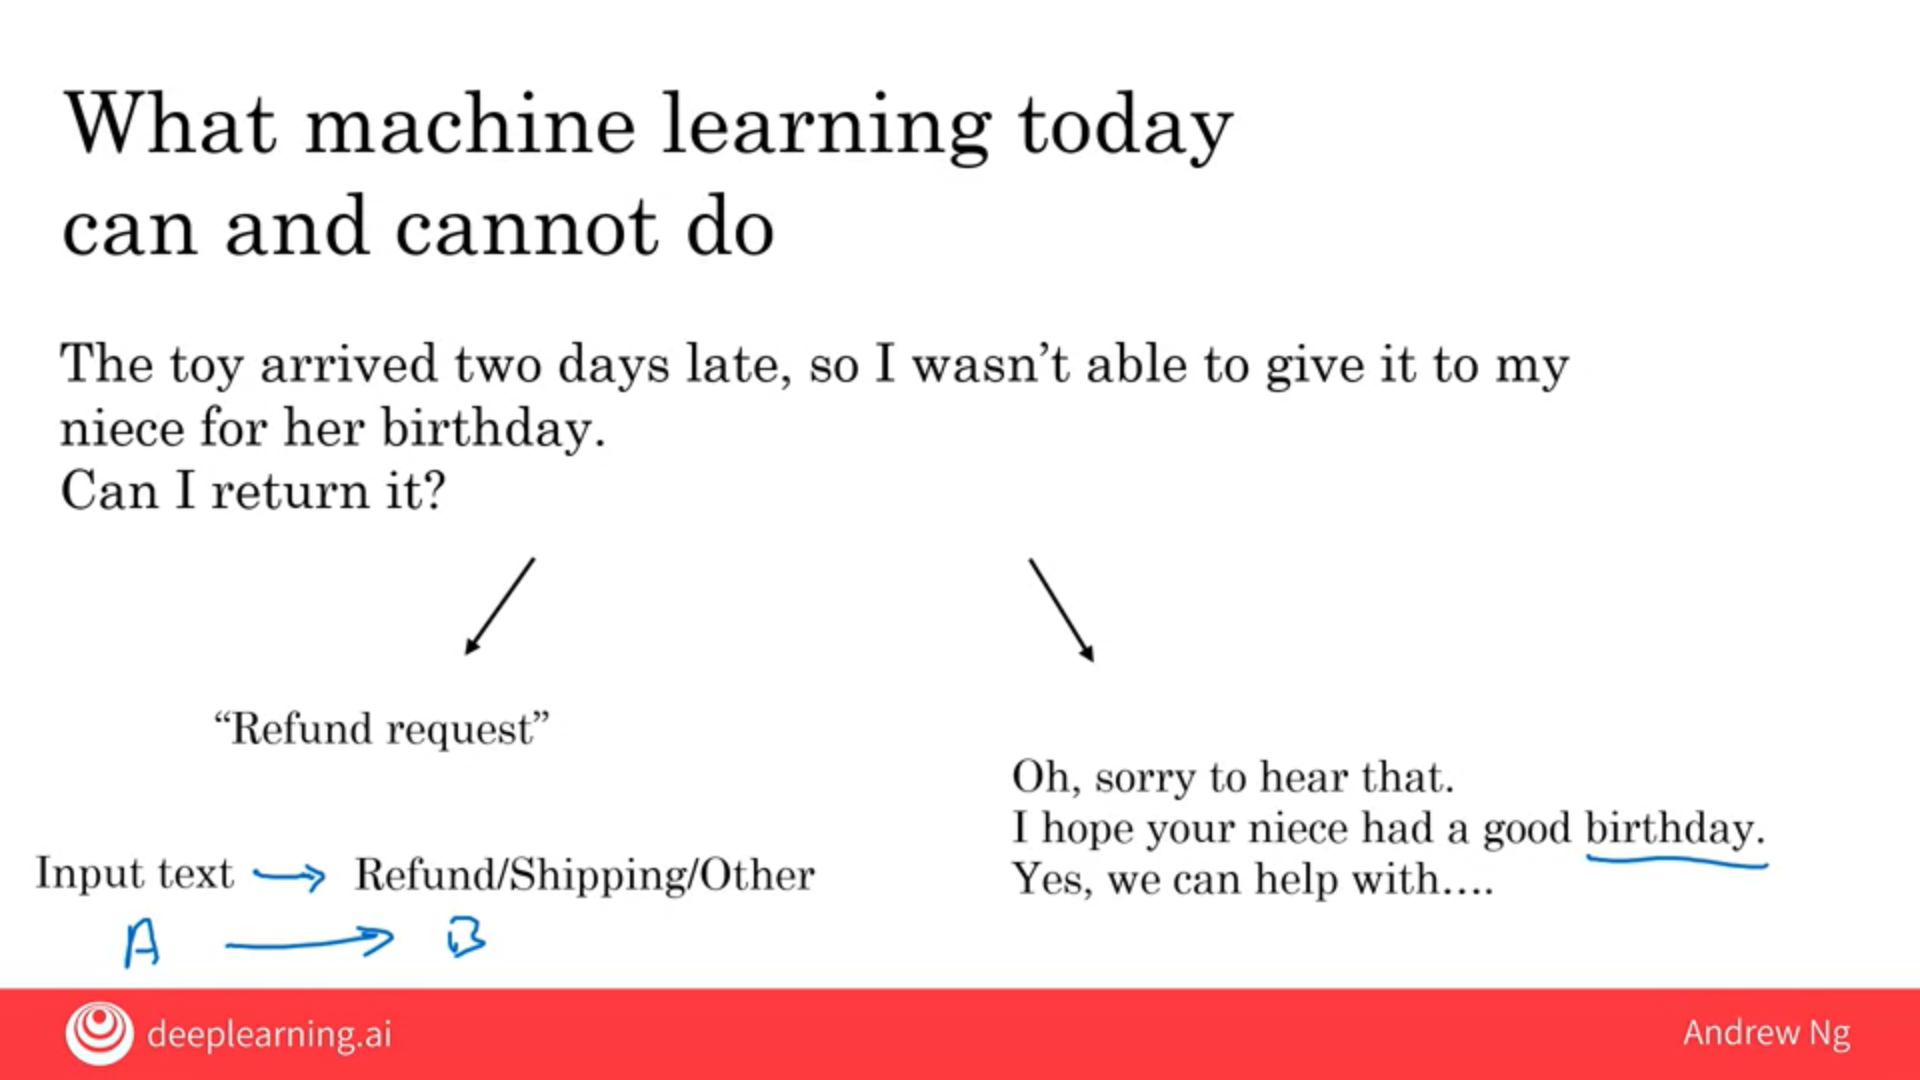 What machine learning today
can and cannot do
The toy arrived two days late, so I wasn’t able to give it to my
niece for her birthday.
Can I return it?
“Refund request”
Input text → Refund/Shipping/Other
A → B
Oh, sorry to hear that.
I hope your niece had a good birthday.
Yes, we can help with....
deeplearning.ai
Andrew Ng